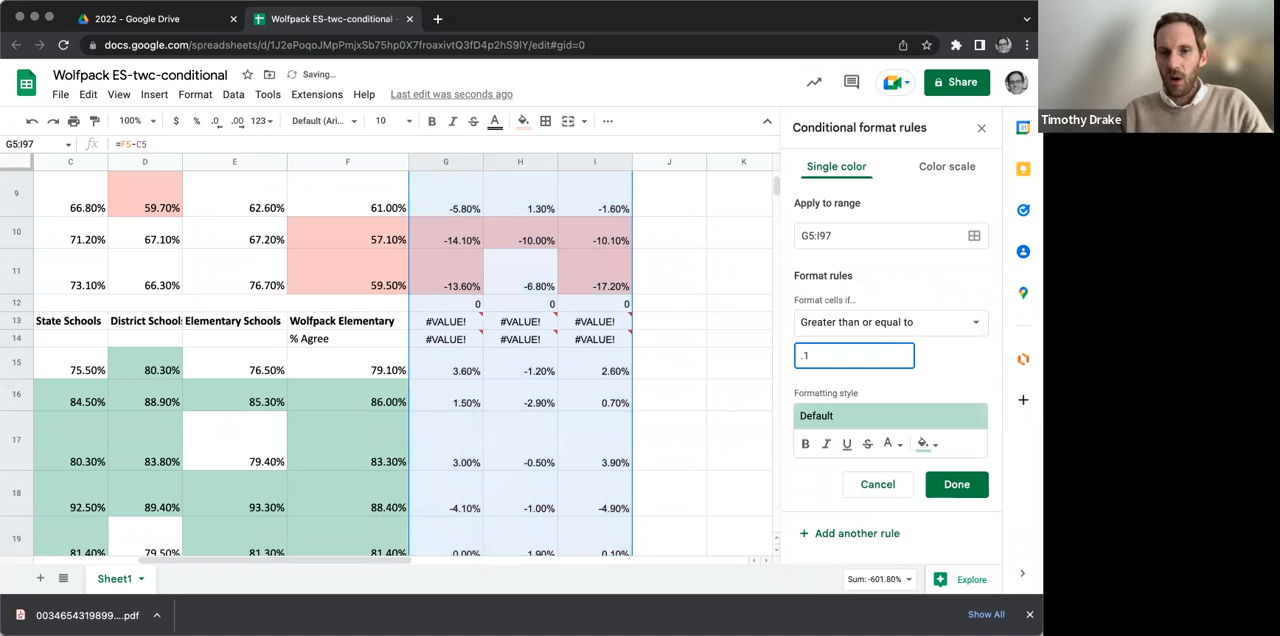 2022 - Google Drive
Wolfpack ES-twc-conditional -
docs.google.com/spreadsheets/d/1J2ePoqoJMpPmjxSb75hp0X7froaxivtQ3fD4p2hS9lY/edit#gid=0
Wolfpack ES-twc-conditional
Saving...
File Edit View Insert Format Data Tools Extensions Help Last edit was seconds ago
Share
Timothy Drake
100% $ % .0 .00 123 Default (Ari... 10 B I S A
G5:I97 fx =F5-C5
C D E F G H I J K
9 66.80% 59.70% 62.60% 61.00% -5.80% 1.30% -1.60%
10 71.20% 67.10% 67.20% 57.10% -14.10% -10.00% -10.10%
11 73.10% 66.30% 76.70% 59.50% -13.60% -6.80% -17.20%
12 0 0 0
13 State Schools District School Elementary Schools Wolfpack Elementary #VALUE! #VALUE! #VALUE!
14 % Agree #VALUE! #VALUE! #VALUE!
15 75.50% 80.30% 76.50% 79.10% 3.60% -1.20% 2.60%
16 84.50% 88.90% 85.30% 86.00% 1.50% -2.90% 0.70%
17 80.30% 83.80% 79.40% 83.30% 3.00% -0.50% 3.90%
18 92.50% 89.40% 93.30% 88.40% -4.10% -1.00% -4.90%
19 81.40% 79.50% 81.30% 81.40% 0.00% 1.90% 0.10%
Conditional format rules
Single color Color scale
Apply to range
G5:I97
Format rules
Format cells if...
Greater than or equal to
.1
Formatting style
Default
B I U S A
Cancel Done
+ Add another rule
Sheet1
Sum: -601.80%
Explore
0034654319899....pdf
Show All